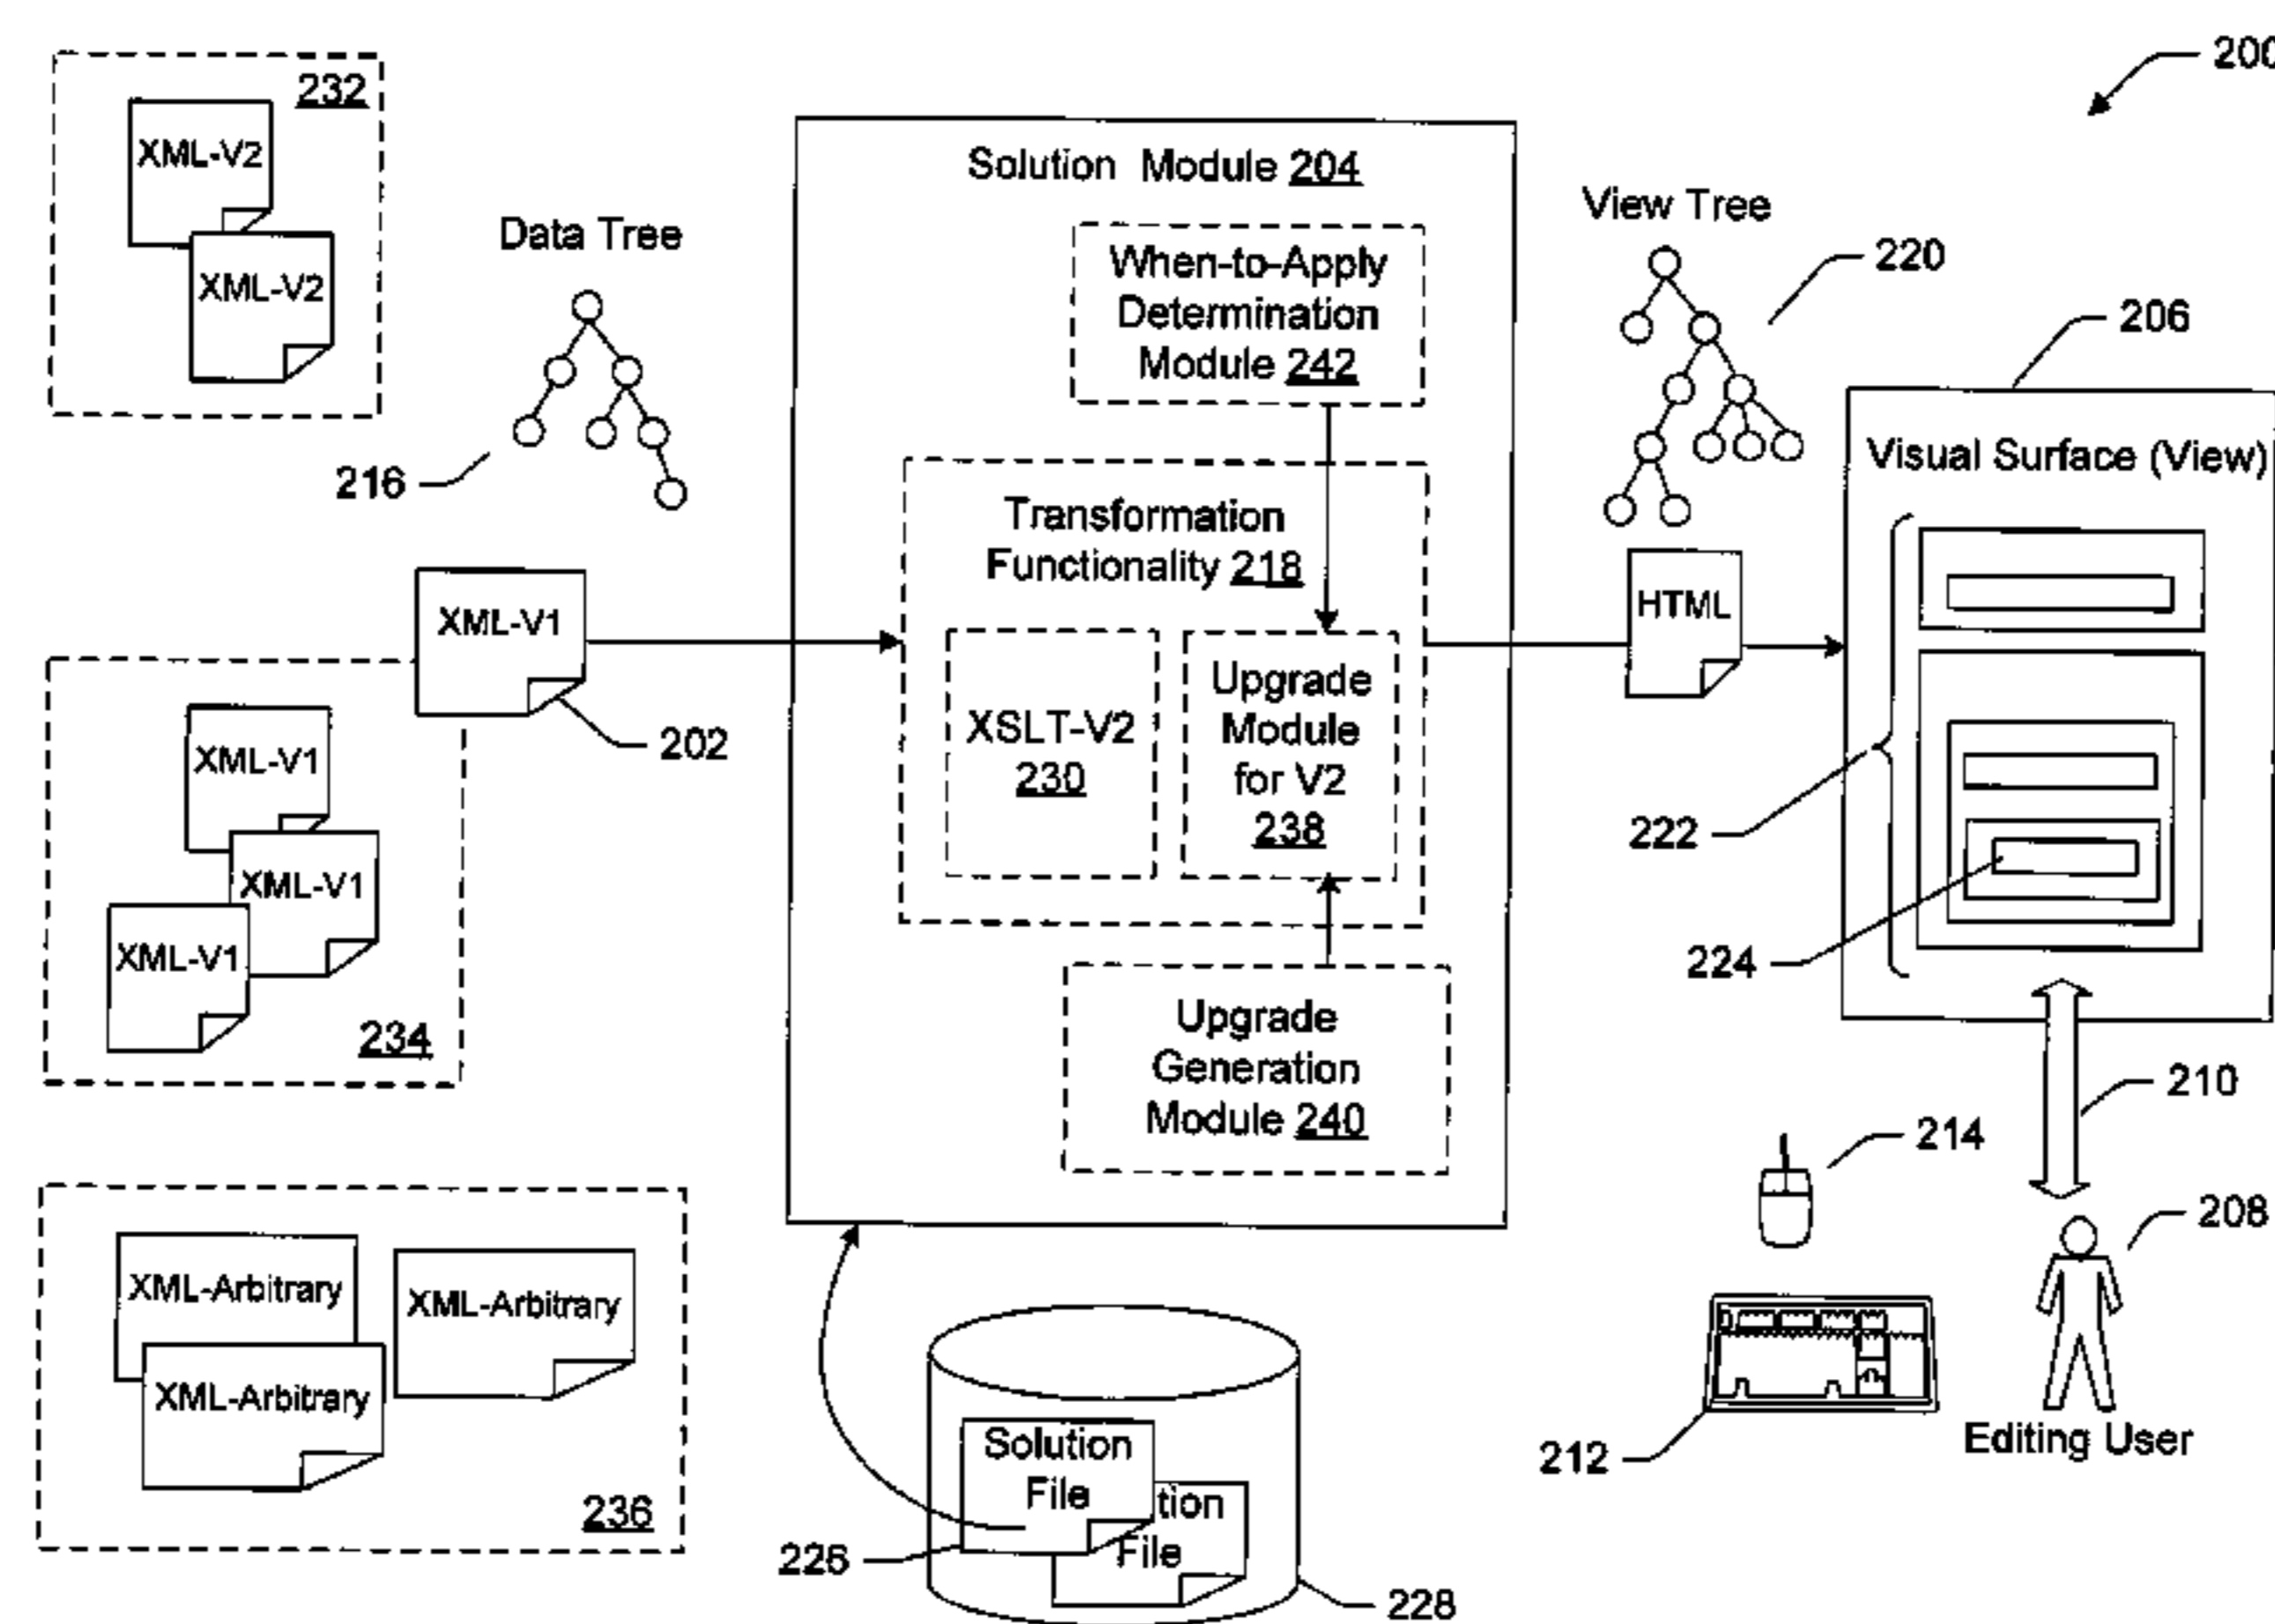 200
232
XML-V2
XML-V2
Data Tree
216
XML-V1
202
XML-V1
XML-V1
XML-V1
234
XML-Arbitrary
XML-Arbitrary
XML-Arbitrary
236
Solution Module 204
When-to-Apply
Determination
Module 242
Transformation
Functionality 218
XSLT-V2
230
Upgrade
Module
for V2
238
Upgrade
Generation
Module 240
Solution
File
tion
File
226
228
View Tree
220
HTML
206
Visual Surface (View)
222
224
210
214
208
212
Editing User